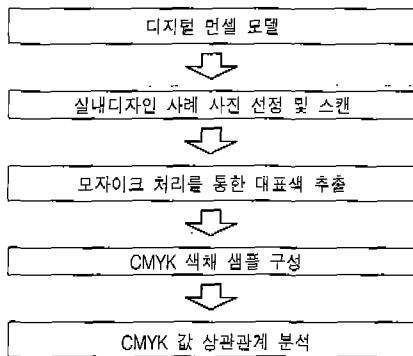 디지털 먼셀 모델
실내디자인 사례 사진 선정 및 스캔
모자이크 처리를 통한 대표색 추출
CMYK 색채 샘플 구성
CMYK 값 상관관계 분석